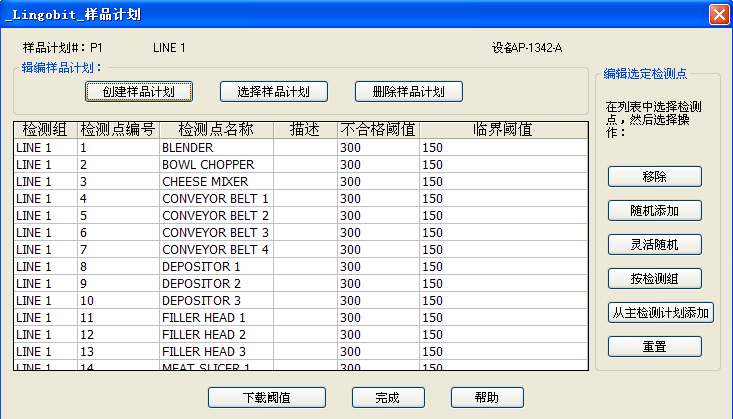 _Lingobit_样品计划
样品计划#: P1 LINE 1 设备AP-1342-A
辑编样品计划：
创建样品计划 选择样品计划 删除样品计划
检测组 检测点编号 检测点名称 描述 不合格阈值 临界阈值
LINE 1 1 BLENDER 300 150
LINE 1 2 BOWL CHOPPER 300 150
LINE 1 3 CHEESE MIXER 300 150
LINE 1 4 CONVEYOR BELT 1 300 150
LINE 1 5 CONVEYOR BELT 2 300 150
LINE 1 6 CONVEYOR BELT 3 300 150
LINE 1 7 CONVEYOR BELT 4 300 150
LINE 1 8 DEPOSITOR 1 300 150
LINE 1 9 DEPOSITOR 2 300 150
LINE 1 10 DEPOSITOR 3 300 150
LINE 1 11 FILLER HEAD 1 300 150
LINE 1 12 FILLER HEAD 2 300 150
LINE 1 13 FILLER HEAD 3 300 150
LINE 1 14 MEAT SLICER 1 300 150
编辑选定检测点
在列表中选择检测
点，然后选择操
作：
移除
随机添加
灵活随机
按检测组
从主检测计划添加
重置
下载阈值 完成 帮助